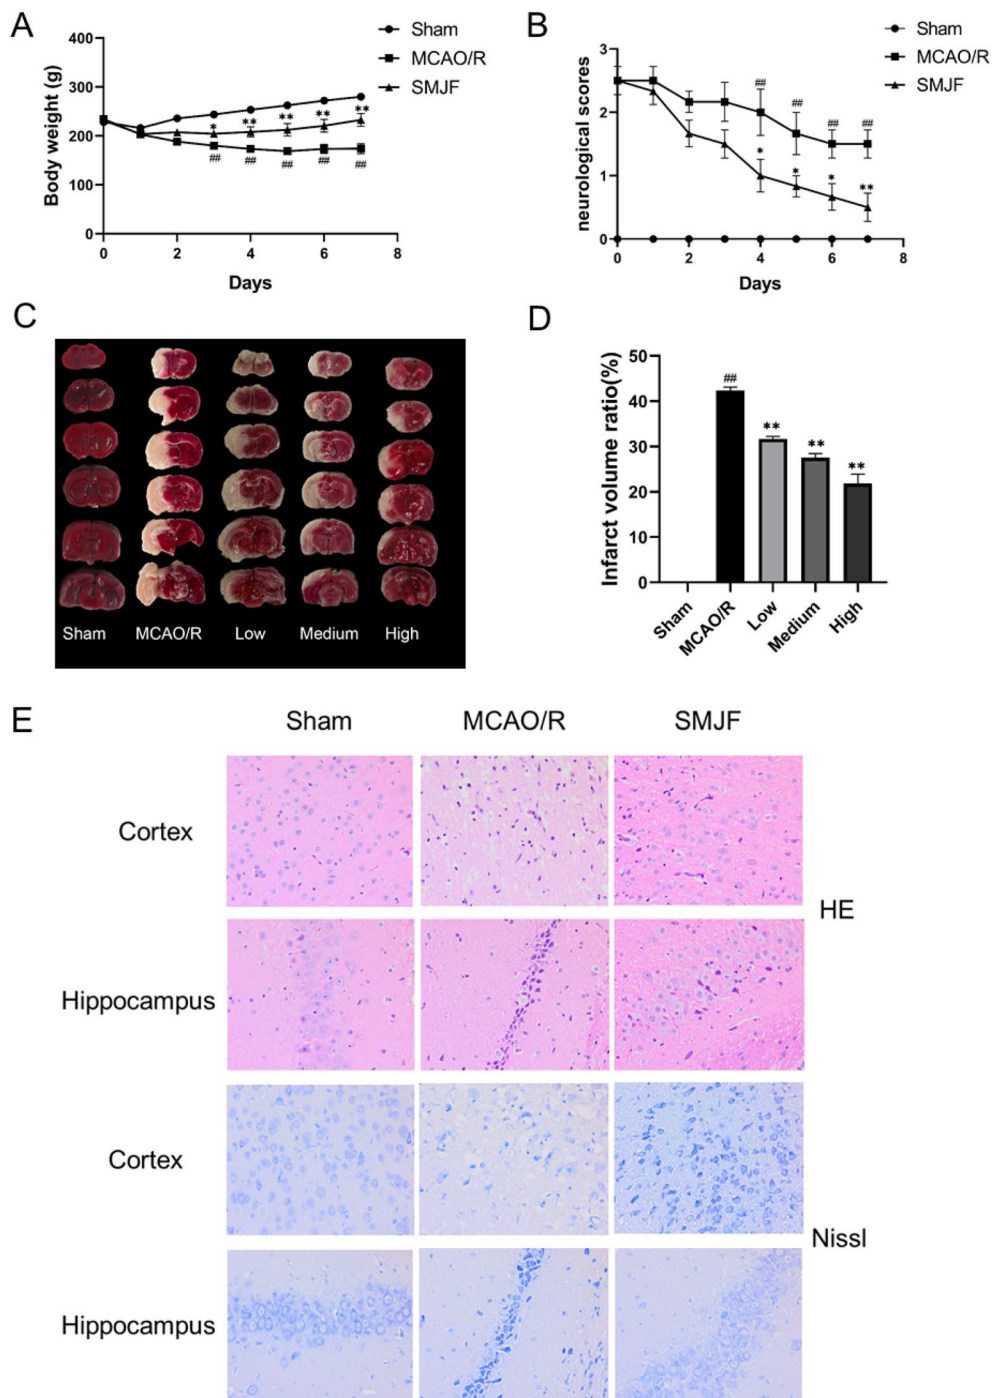 A
Body weight (g)
400
300
200
100
0
0
2
4
6
8
Days
Sham
MCAO/R
SMJF
*
**
**
**
**
##
##
##
##
##
B
neurological scores
3
2
1
0
0
2
4
6
8
Days
Sham
MCAO/R
SMJF
##
##
##
##
*
*
*
**
C
Sham
MCAO/R
Low
Medium
High
D
Infarct volume ratio(%)
50
40
30
20
10
0
##
**
**
**
Sham
MCAO/R
Low
Medium
High
E
Sham
MCAO/R
SMJF
Cortex
HE
Hippocampus
Cortex
Nissl
Hippocampus